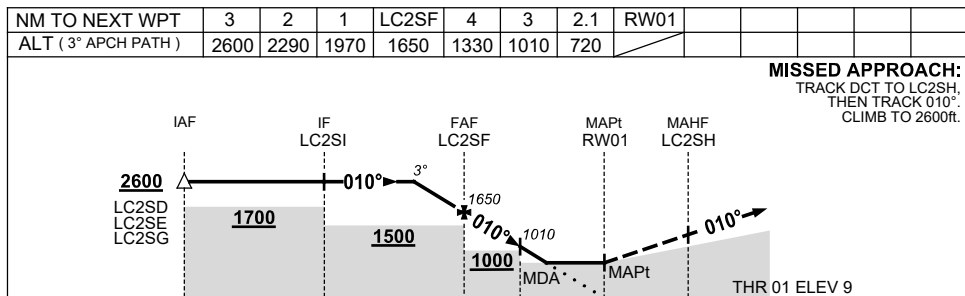 NM TO NEXT WPT 3 2 1 LC2SF 4 3 2.1 RW01
ALT ( 3° APCH PATH ) 2600 2290 1970 1650 1330 1010 720
MISSED APPROACH:
TRACK DCT TO LC2SH,
THEN TRACK 010°.
CLIMB TO 2600ft.
IAF IF FAF MAPt MAHF
LC2SI LC2SF RW01 LC2SH
2600 010° 3°
LC2SD
LC2SE
LC2SG
1700 1500 1000
1650 010° 1010 010°
MDA MAPt
THR 01 ELEV 9